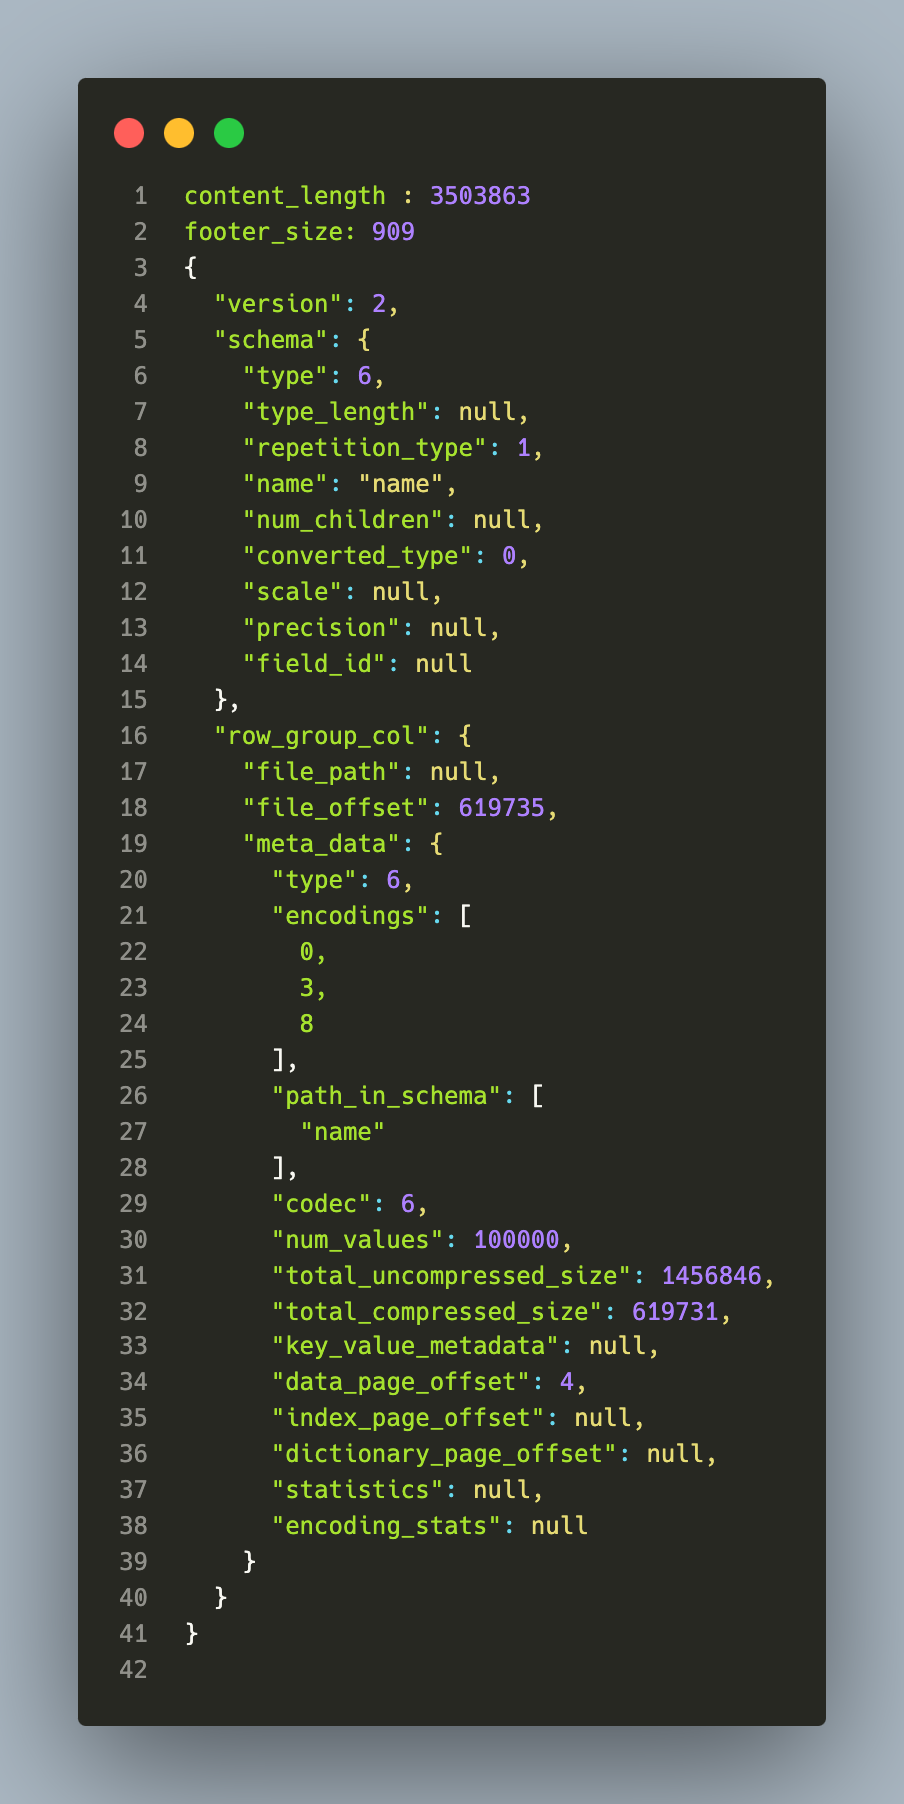 1 content_length : 3503863
2 footer_size: 909
3 {
4   "version": 2,
5   "schema": {
6     "type": 6,
7     "type_length": null,
8     "repetition_type": 1,
9     "name": "name",
10     "num_children": null,
11     "converted_type": 0,
12     "scale": null,
13     "precision": null,
14     "field_id": null
15   },
16   "row_group_col": {
17     "file_path": null,
18     "file_offset": 619735,
19     "meta_data": {
20       "type": 6,
21       "encodings": [
22         0,
23         3,
24         8
25       ],
26       "path_in_schema": [
27         "name"
28       ],
29       "codec": 6,
30       "num_values": 100000,
31       "total_uncompressed_size": 1456846,
32       "total_compressed_size": 619731,
33       "key_value_metadata": null,
34       "data_page_offset": 4,
35       "index_page_offset": null,
36       "dictionary_page_offset": null,
37       "statistics": null,
38       "encoding_stats": null
39     }
40   }
41 }
42